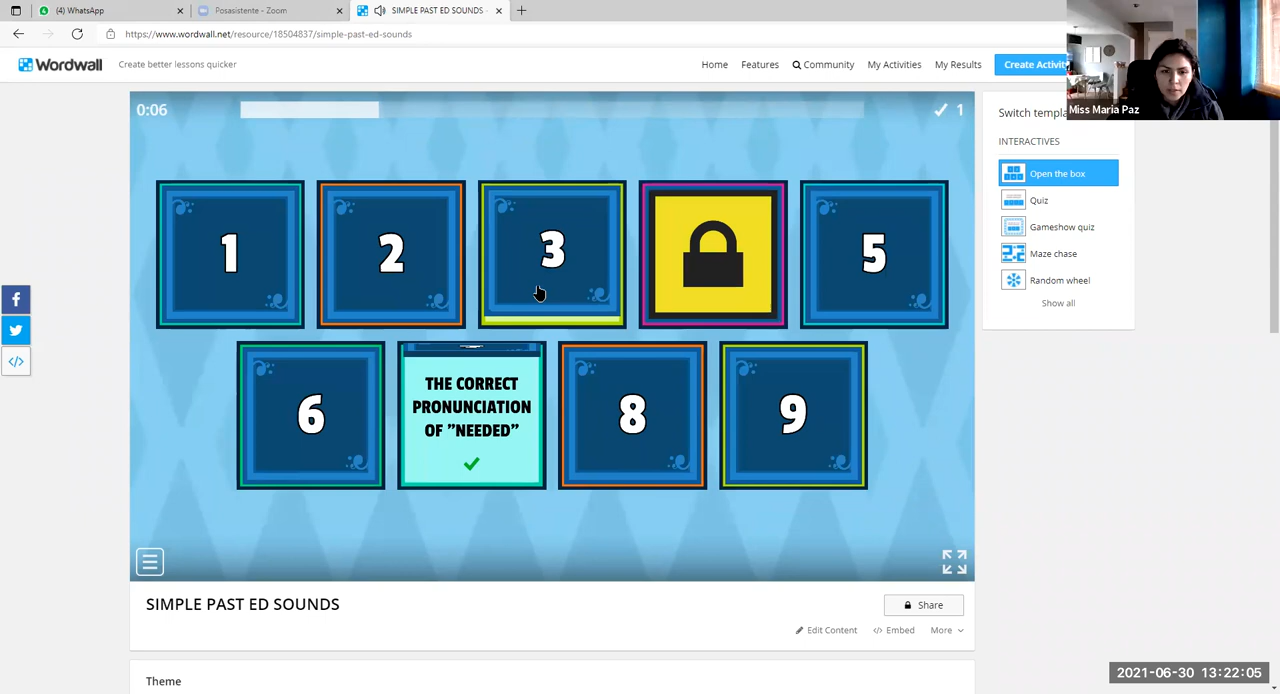 (4) WhatsApp
Posasistente - Zoom
SIMPLE PAST ED SOUNDS -
https://www.wordwall.net/resource/18504837/simple-past-ed-sounds
Wordwall
Create better lessons quicker
Home
Features
Community
My Activities
My Results
Create Activit
Miss Maria Paz
0:06
1
1
2
3
5
6
THE CORRECT
PRONUNCIATION
OF "NEEDED"
8
9
Switch templa
INTERACTIVES
Open the box
Quiz
Gameshow quiz
Maze chase
Random wheel
Show all
SIMPLE PAST ED SOUNDS
Share
Edit Content
</> Embed
More
Theme
2021-06-30 13:22:05